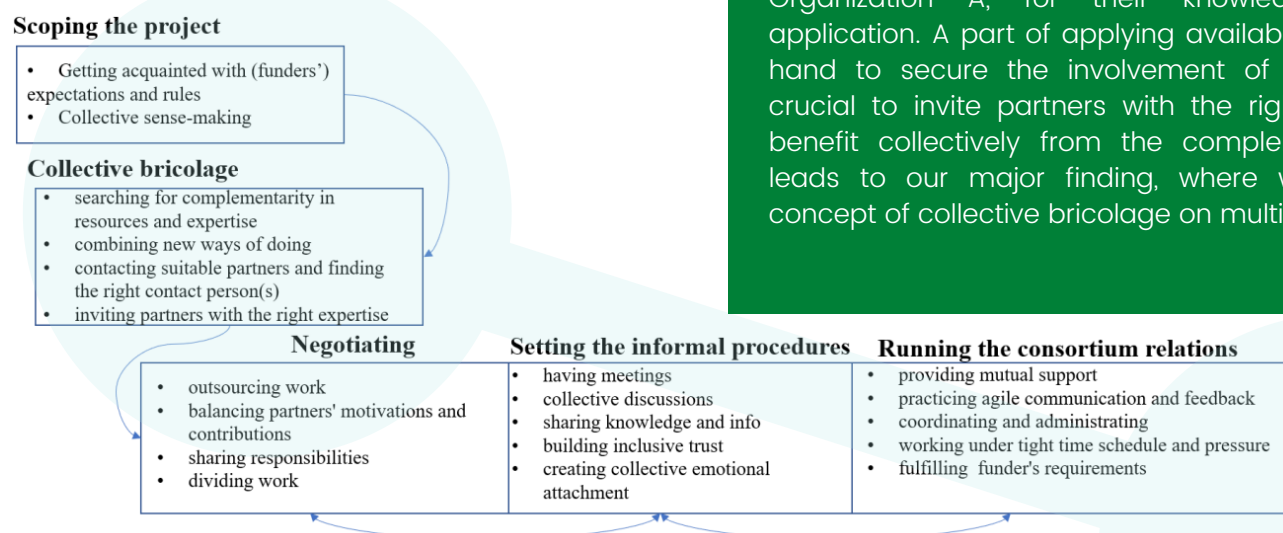 Scoping the project
• Getting acquainted with (funders')
expectations and rules
• Collective sense-making
Collective bricolage
• searching for complementarity in
resources and expertise
• combining new ways of doing
• contacting suitable partners and finding
the right contact person(s)
• inviting partners with the right expertise
Organization A, for their
application. A part of applying
hand to secure the involvement of
crucial to invite partners with the
benefit collectively from the
leads to our major finding, where
concept of collective bricolage on
Negotiating
• outsourcing work
• balancing partners' motivations and
contributions
• sharing responsibilities
• dividing work
Setting the informal procedures
• having meetings
• collective discussions
• sharing knowledge and info
• building inclusive trust
• creating collective emotional
attachment
Running the consortium relations
• providing mutual support
• practicing agile communication and feedback
• coordinating and administrating
• working under tight time schedule and pressure
• fulfilling funder's requirements